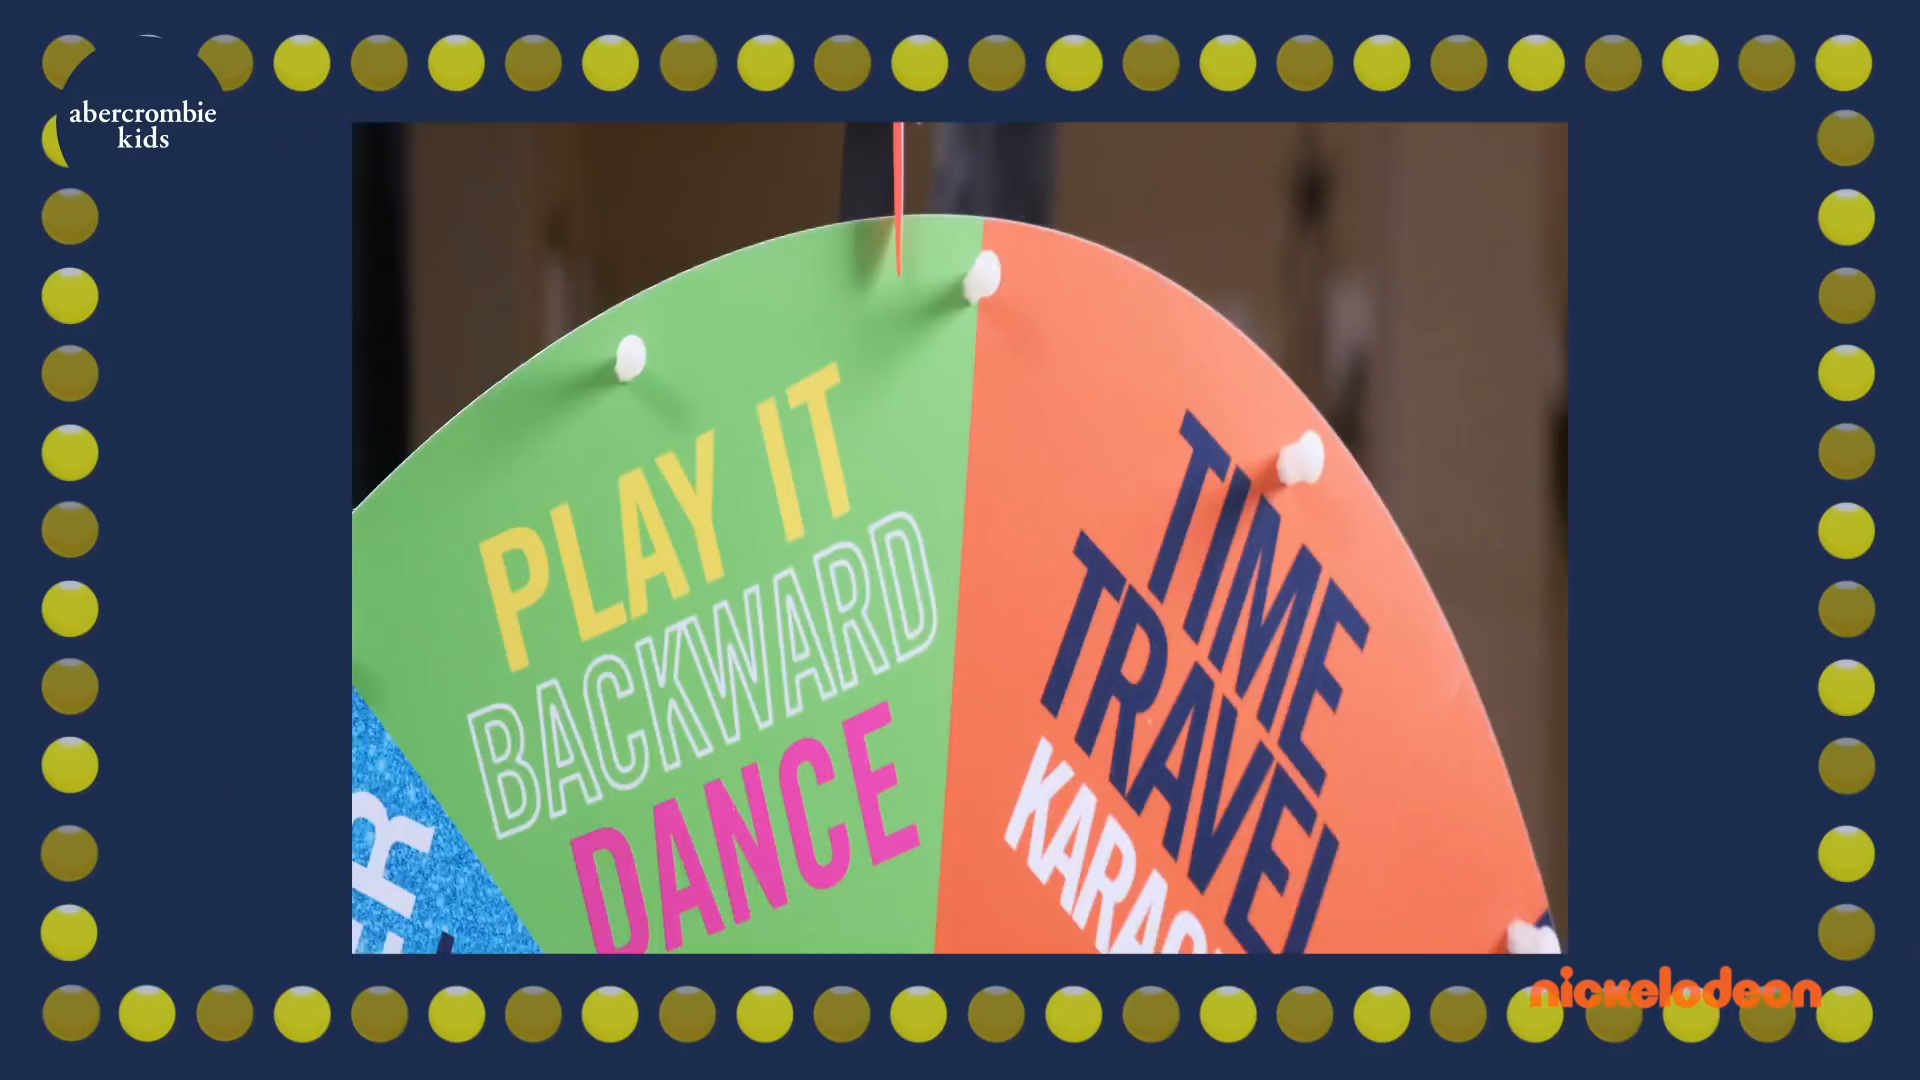 abercrombie
kids
PLAY IT
BACKWARD
DANCE
TIME
TRAVEL
nickelodeon